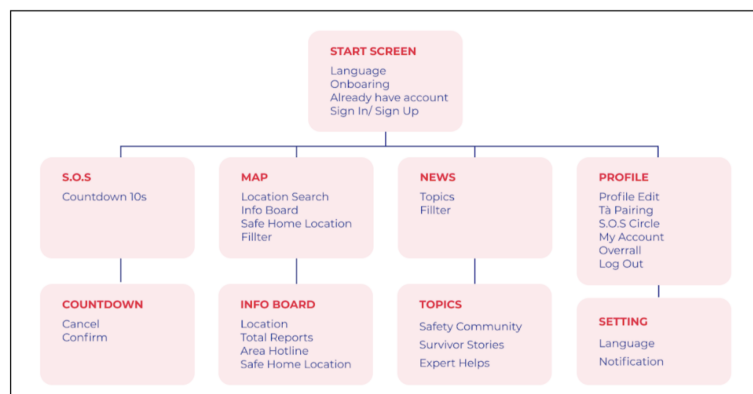 START SCREEN
Language
Onboaring
Already have account
Sign In/ Sign Up
S.O.S
Countdown 10s
MAP
Location Search
Info Board
Safe Home Location
Fillter
NEWS
Topics
Fillter
PROFILE
Profile Edit
Tà Pairing
S.O.S Circle
My Account
Overrall
Log Out
COUNTDOWN
Cancel
Confirm
INFO BOARD
Location
Total Reports
Area Hotline
Safe Home Location
TOPICS
Safety Community
Survivor Stories
Expert Helps
SETTING
Language
Notification